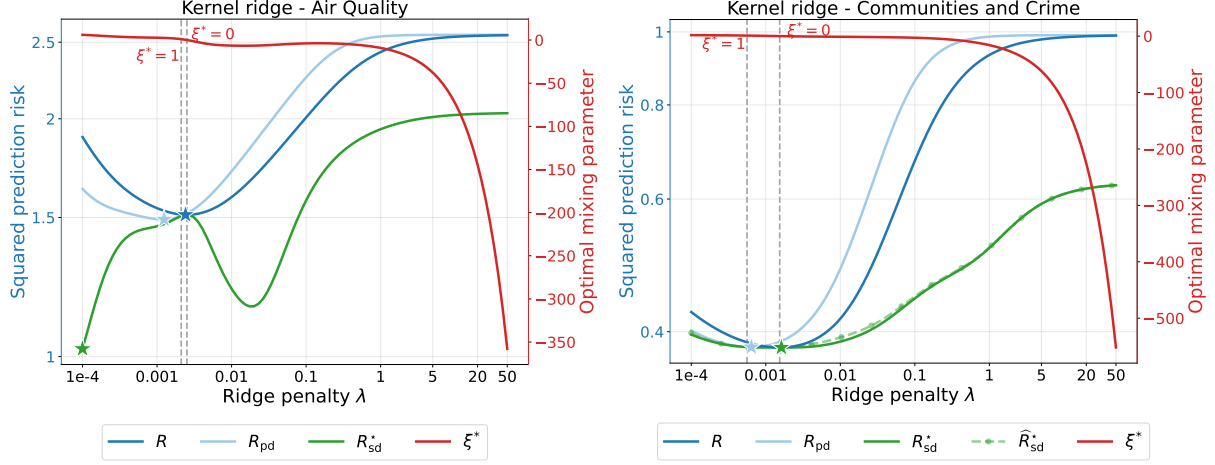 Kernel ridge - Air Quality
Squared prediction risk
2.5
2
1.5
1
ξ* = 1
ξ* = 0
0
−50
−100
−150
−200
−250
−300
−350
Optimal mixing parameter
1e-4 0.001 0.01 0.1 1 5 20 50
Ridge penalty λ
R R_pd R*_sd ξ*
Kernel ridge - Communities and Crime
Squared prediction risk
1
0.8
0.6
0.4
ξ* = 1
ξ* = 0
0
−100
−200
−300
−400
−500
Optimal mixing parameter
1e-4 0.001 0.01 0.1 1 5 20 50
Ridge penalty λ
R R_pd R*_sd R̂*_sd ξ*